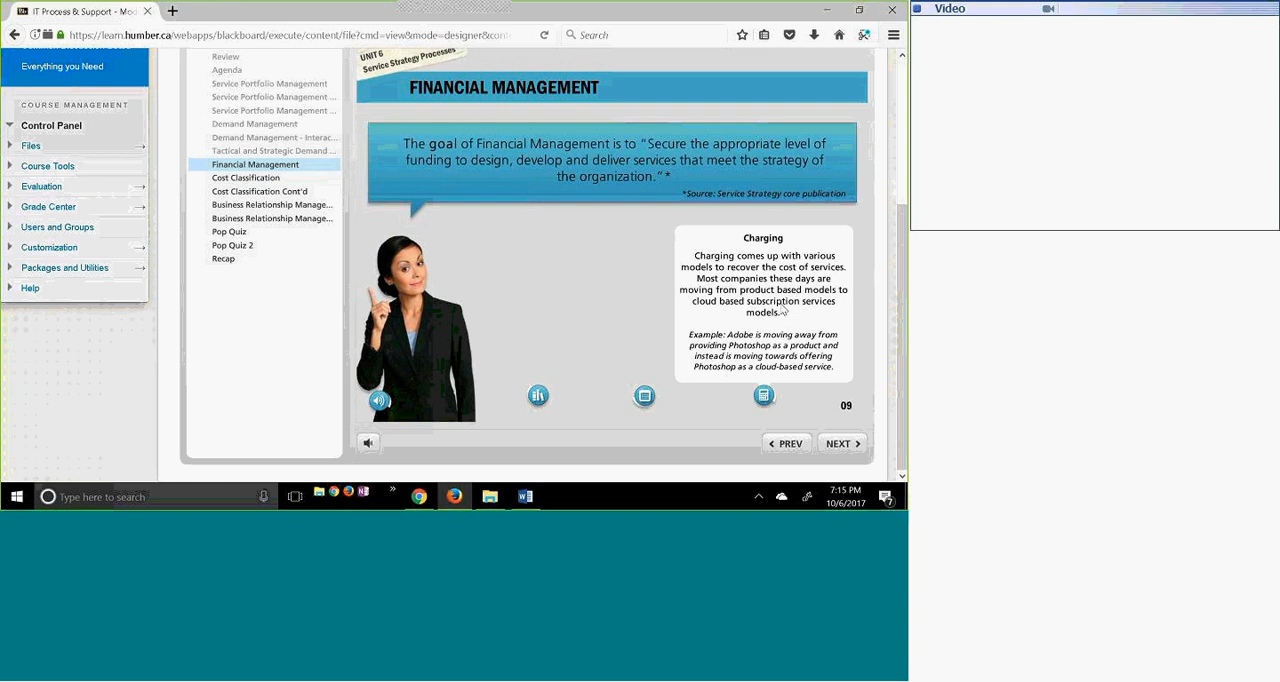 IT Process & Support - Mod
Video
https://learn.humber.ca/webapps/blackboard/execute/content/file?cmd=view&mode=designer&cont
Search
Everything you Need
COURSE MANAGEMENT
Control Panel
Files
Course Tools
Evaluation
Grade Center
Users and Groups
Customization
Packages and Utilities
Help
Review
Agenda
Service Portfolio Management
Service Portfolio Management ...
Service Portfolio Management ...
Demand Management
Demand Management - Interac...
Tactical and Strategic Demand ...
Financial Management
Cost Classification
Cost Classification Cont'd
Business Relationship Manage...
Business Relationship Manage...
Pop Quiz
Pop Quiz 2
Recap
UNIT 6
Service Strategy Processes
FINANCIAL MANAGEMENT
The goal of Financial Management is to "Secure the appropriate level of
funding to design, develop and deliver services that meet the strategy of
the organization."*
*Source: Service Strategy core publication
Charging
Charging comes up with various
models to recover the cost of services.
Most companies these days are
moving from product based models to
cloud based subscription services
models.
Example: Adobe is moving away from
providing Photoshop as a product and
instead is moving towards offering
Photoshop as a cloud-based service.
09
PREV
NEXT
Type here to search
7:15 PM
10/6/2017
7